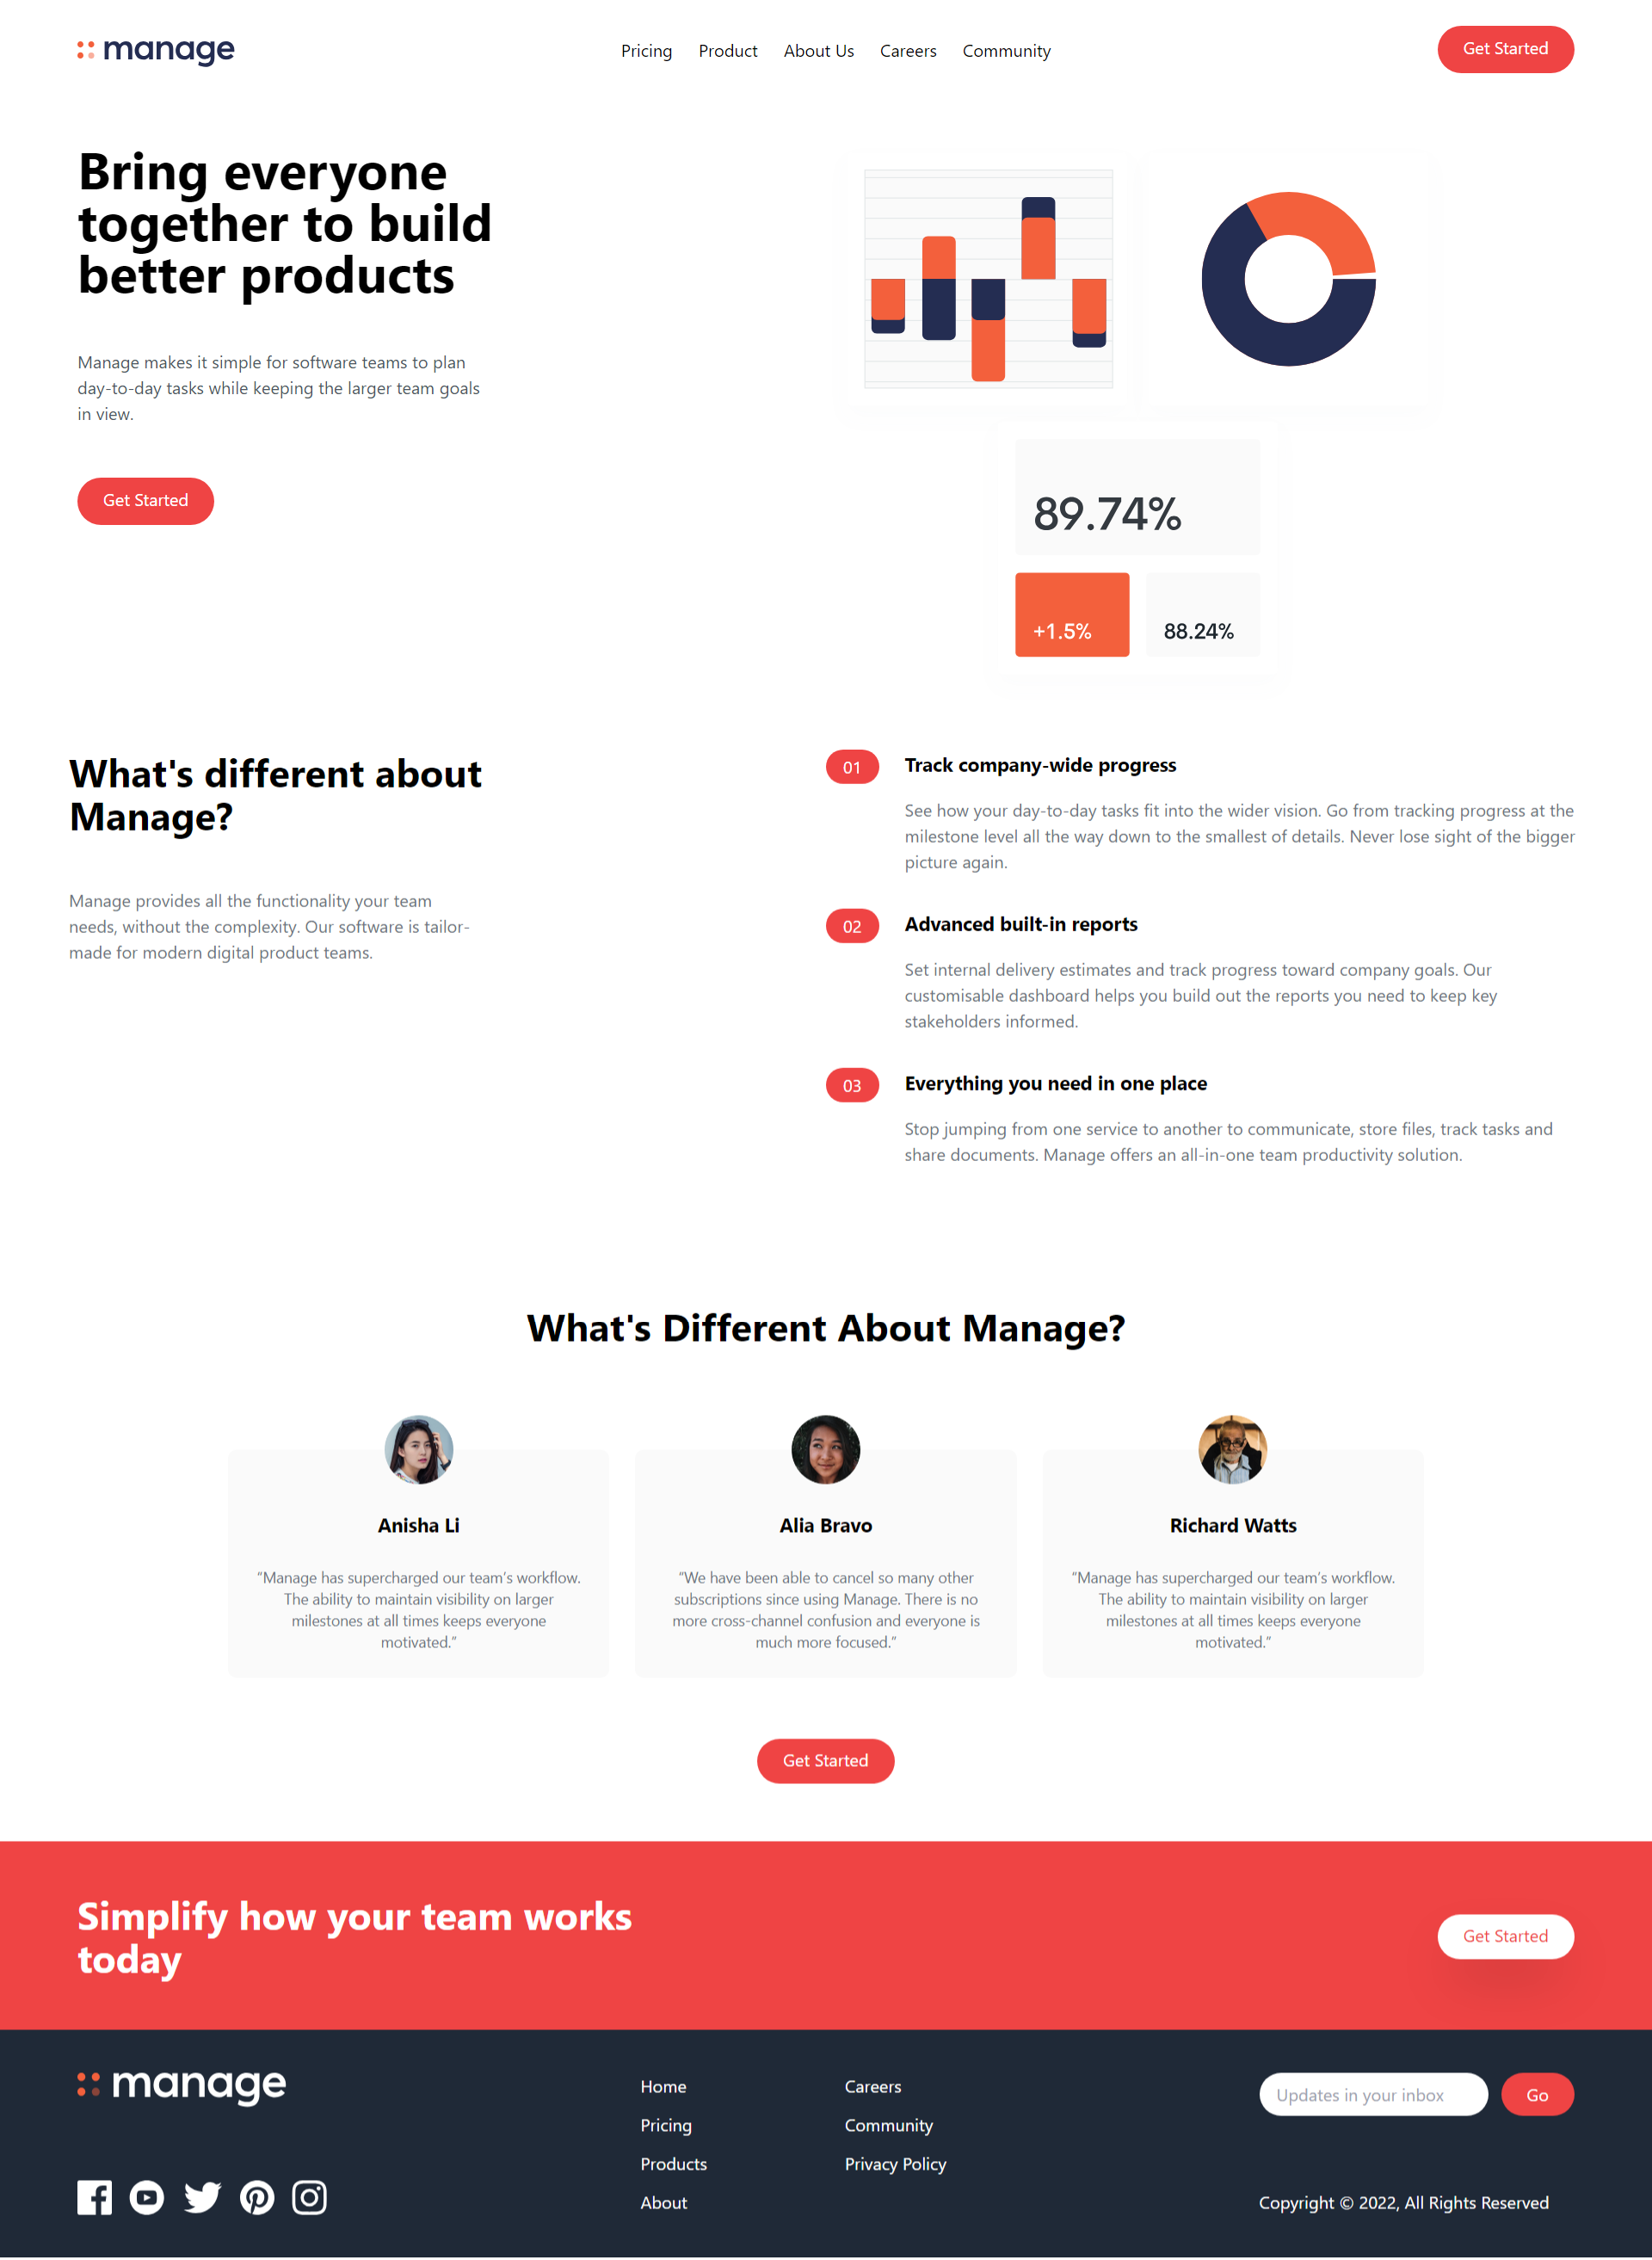 manage
Pricing Product About Us Careers Community
Get Started
Bring everyone
together to build
better products
Manage makes it simple for software teams to plan
day-to-day tasks while keeping the larger team goals
in view.
Get Started
89.74%
+1.5%
88.24%
What's different about
Manage?
Manage provides all the functionality your team
needs, without the complexity. Our software is tailor-
made for modern digital product teams.
01
Track company-wide progress
See how your day-to-day tasks fit into the wider vision. Go from tracking progress at the
milestone level all the way down to the smallest of details. Never lose sight of the bigger
picture again.
02
Advanced built-in reports
Set internal delivery estimates and track progress toward company goals. Our
customisable dashboard helps you build out the reports you need to keep key
stakeholders informed.
03
Everything you need in one place
Stop jumping from one service to another to communicate, store files, track tasks and
share documents. Manage offers an all-in-one team productivity solution.
What's Different About Manage?
Anisha Li
“Manage has supercharged our team’s workflow.
The ability to maintain visibility on larger
milestones at all times keeps everyone
motivated.”
Alia Bravo
“We have been able to cancel so many other
subscriptions since using Manage. There is no
more cross-channel confusion and everyone is
much more focused.”
Richard Watts
“Manage has supercharged our team’s workflow.
The ability to maintain visibility on larger
milestones at all times keeps everyone
motivated.”
Get Started
Simplify how your team works
today
Get Started
manage
Home
Pricing
Products
About
Careers
Community
Privacy Policy
Updates in your inbox
Go
Copyright © 2022, All Rights Reserved